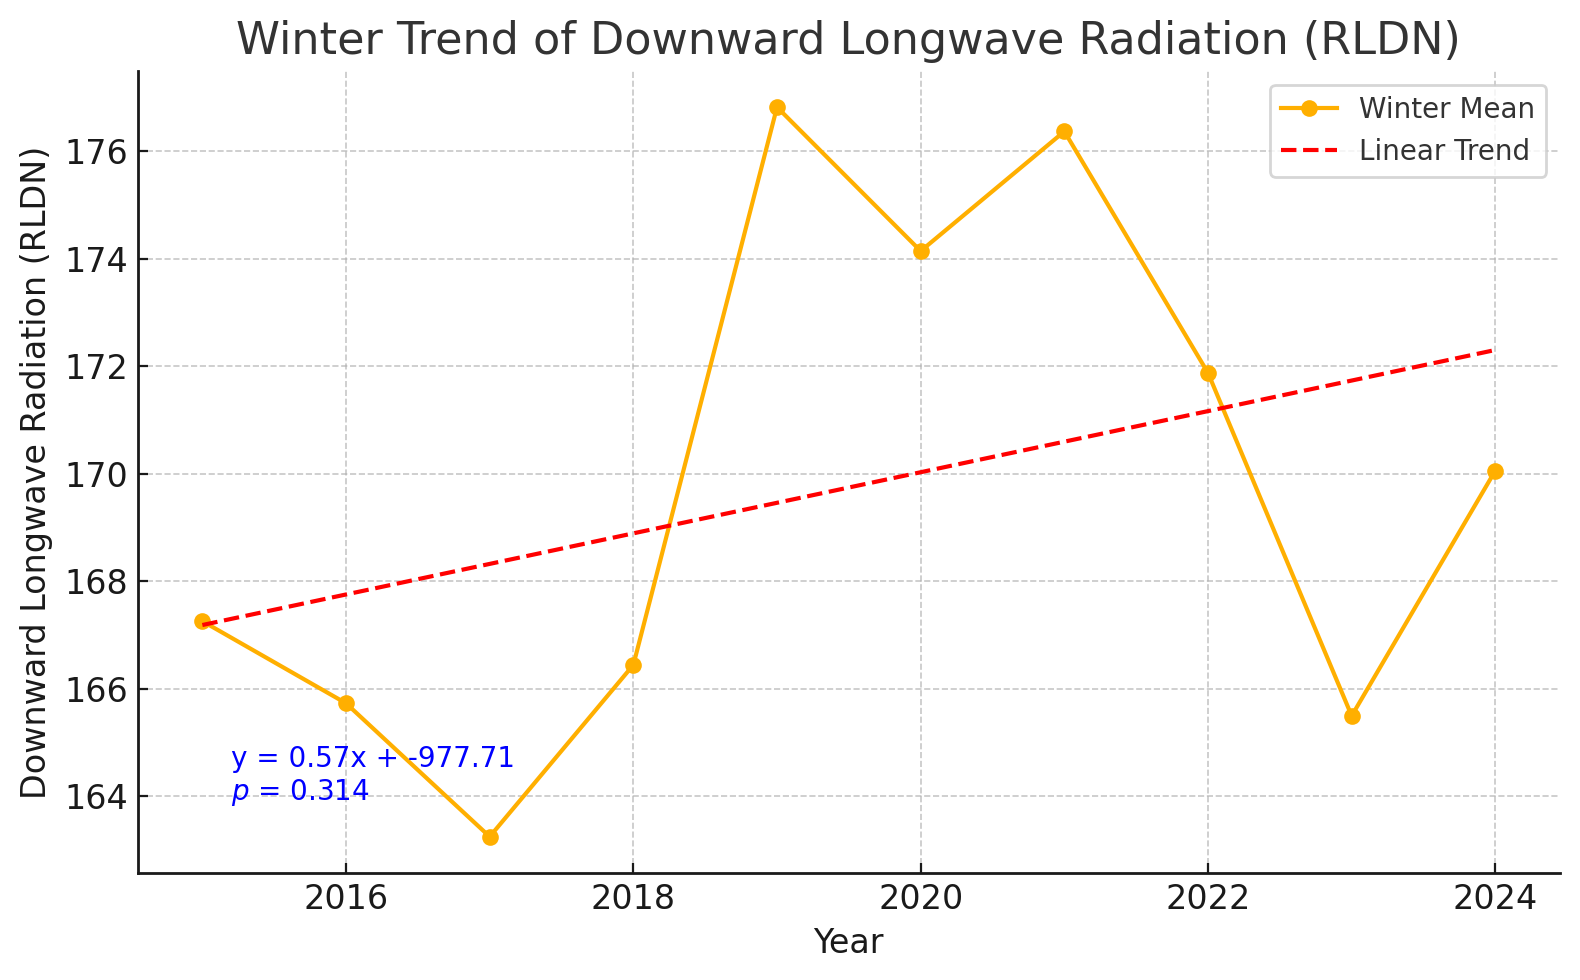 Winter Trend of Downward Longwave Radiation (RLDN)
Winter Mean
Linear Trend
Downward Longwave Radiation (RLDN)
176
174
172
170
168
166
164
y = 0.57x + -977.71
p = 0.314
2016
2018
2020
2022
2024
Year